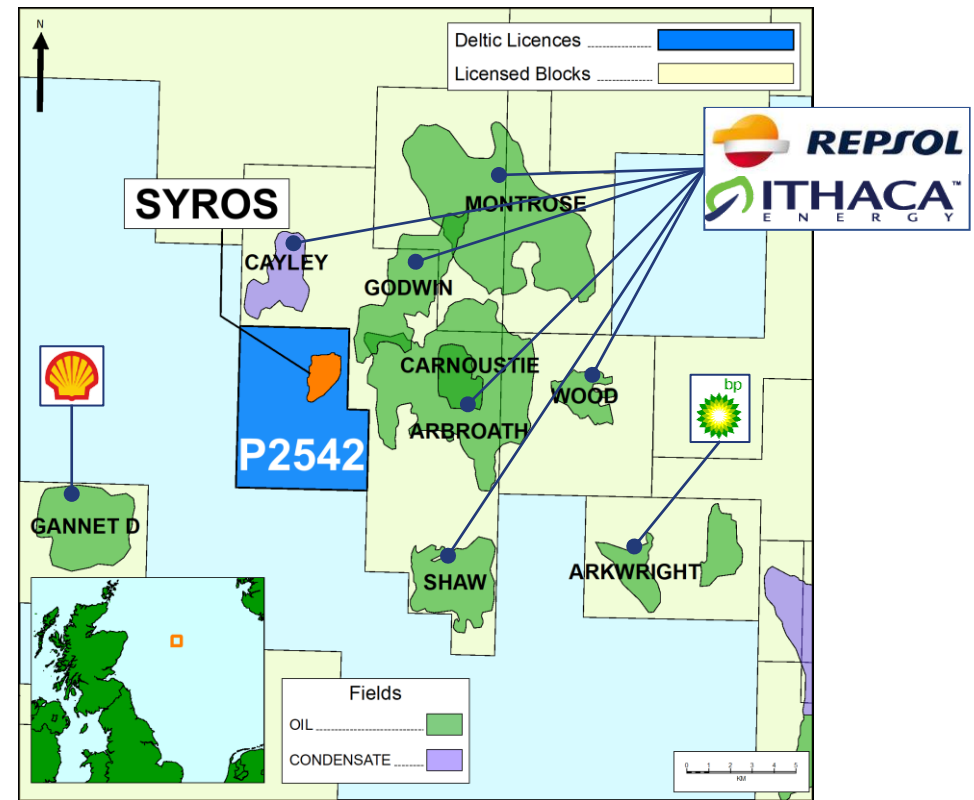 N
Deltic Licences
Licensed Blocks
REPSOL
ITHACA™
ENERGY
SYROS
MONTROSE
CAYLEY
GODWIN
CARNOUSTIE
WOOD
bp
ARBROATH
P2542
GANNET D
SHAW
ARKWRIGHT
Fields
OIL
CONDENSATE
0 1 2 3 4 5
KM